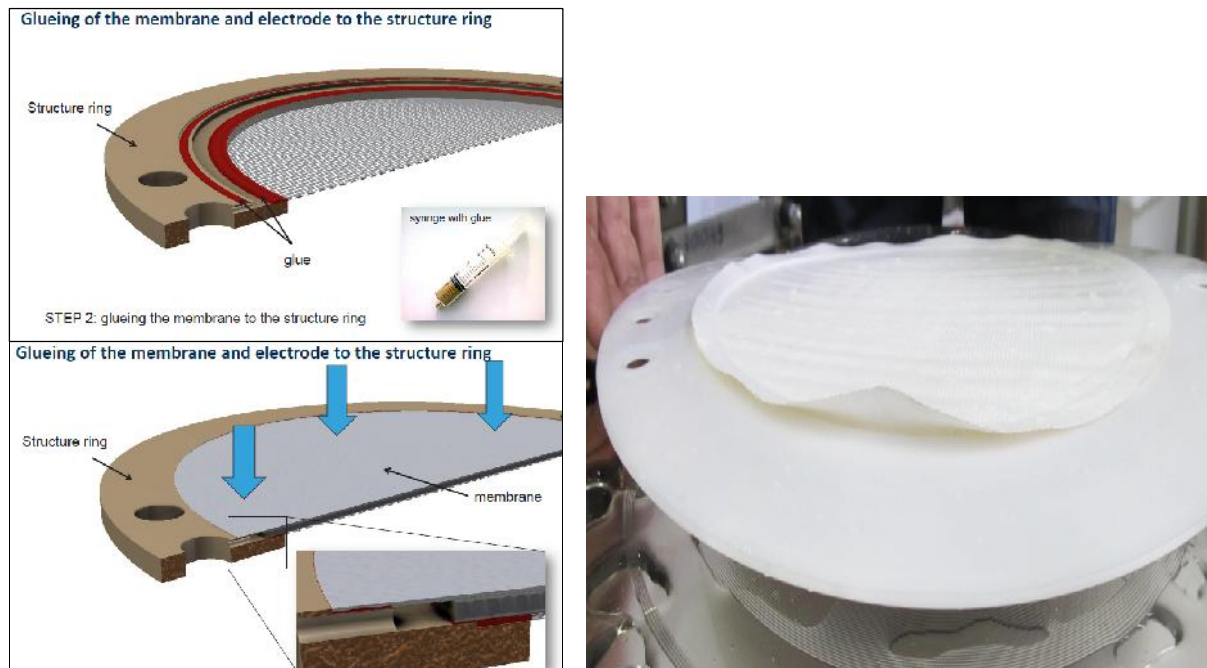 Glueing of the membrane and electrode to the structure ring
Structure ring
syringe with glue
glue
STEP 2: glueing the membrane to the structure ring
Glueing of the membrane and electrode to the structure ring
Structure ring
membrane